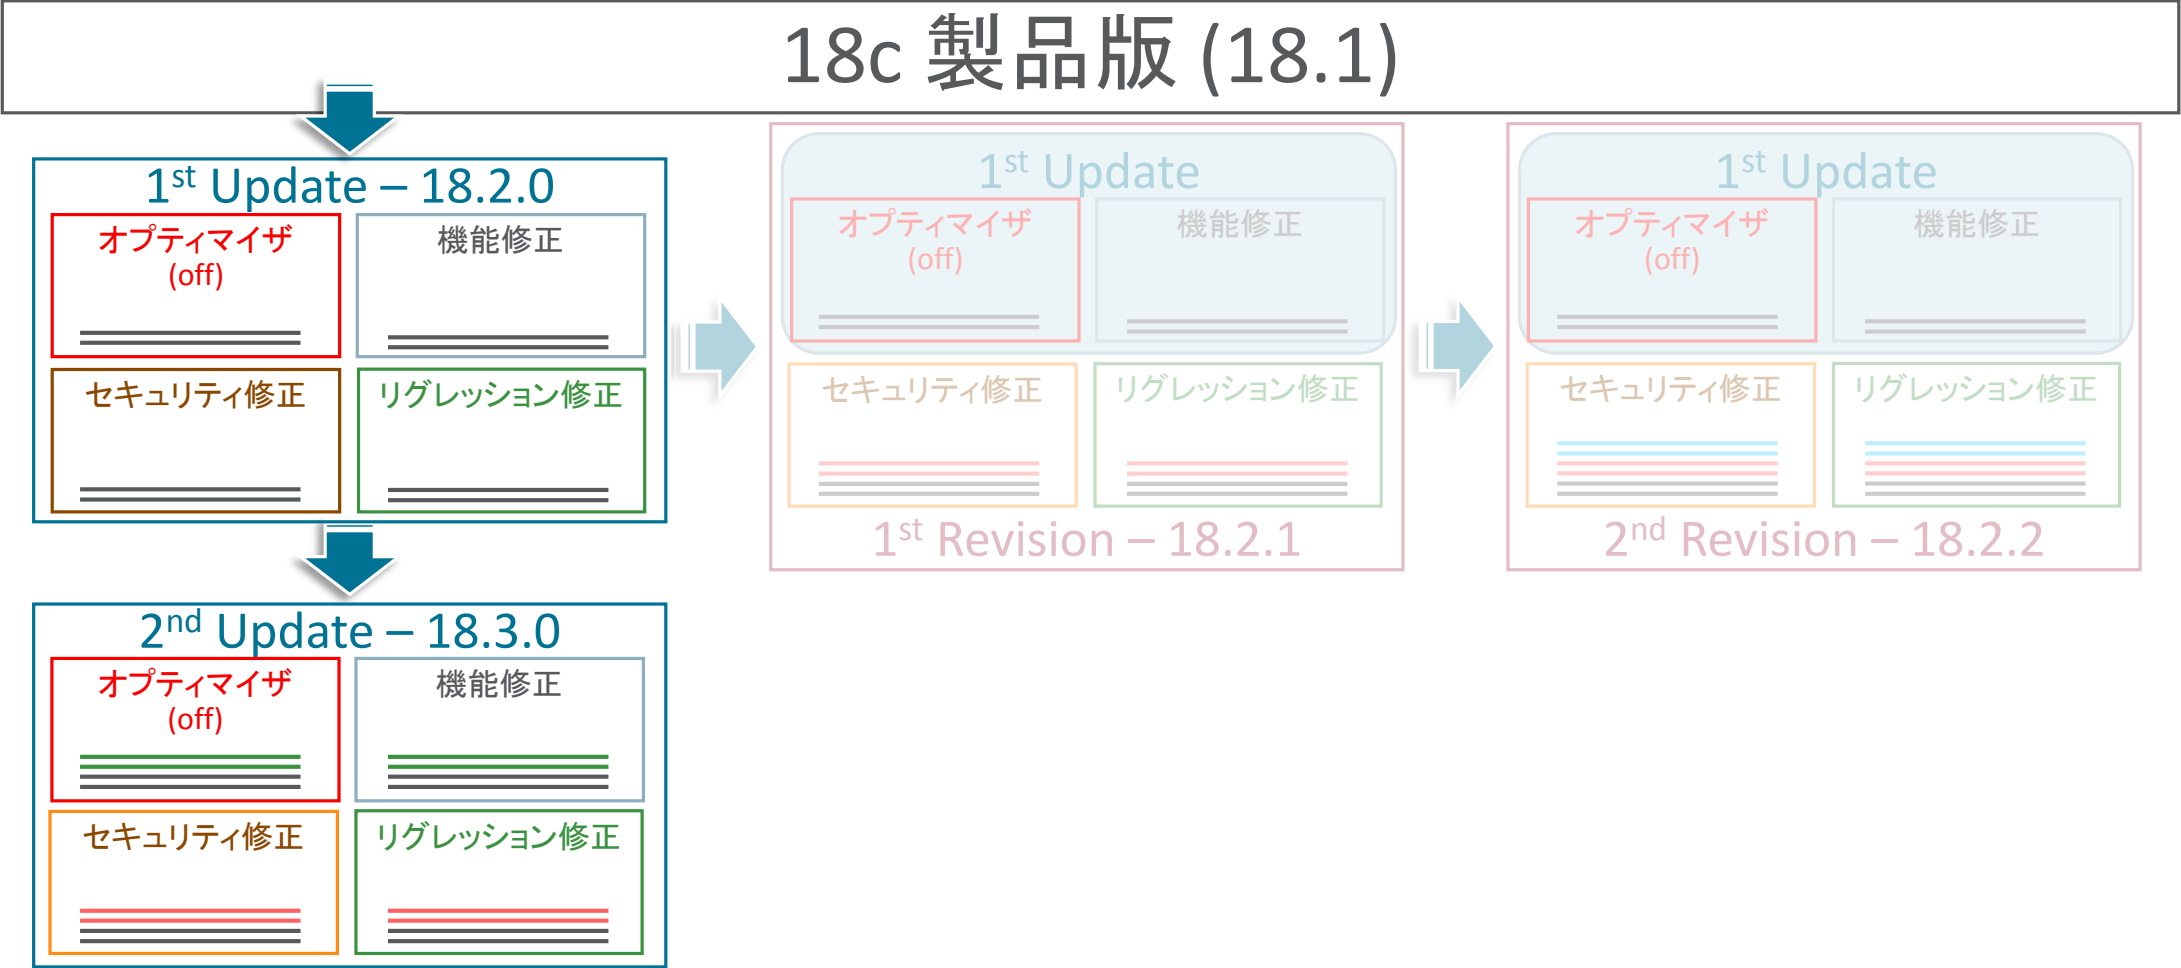 18c 製品版 (18.1)
1st Update – 18.2.0
オプティマイザ
(off)
機能修正
セキュリティ修正
リグレッション修正
1st Update
オプティマイザ
(off)
機能修正
セキュリティ修正
リグレッション修正
1st Revision – 18.2.1
1st Update
オプティマイザ
(off)
機能修正
セキュリティ修正
リグレッション修正
2nd Revision – 18.2.2
2nd Update – 18.3.0
オプティマイザ
(off)
機能修正
セキュリティ修正
リグレッション修正